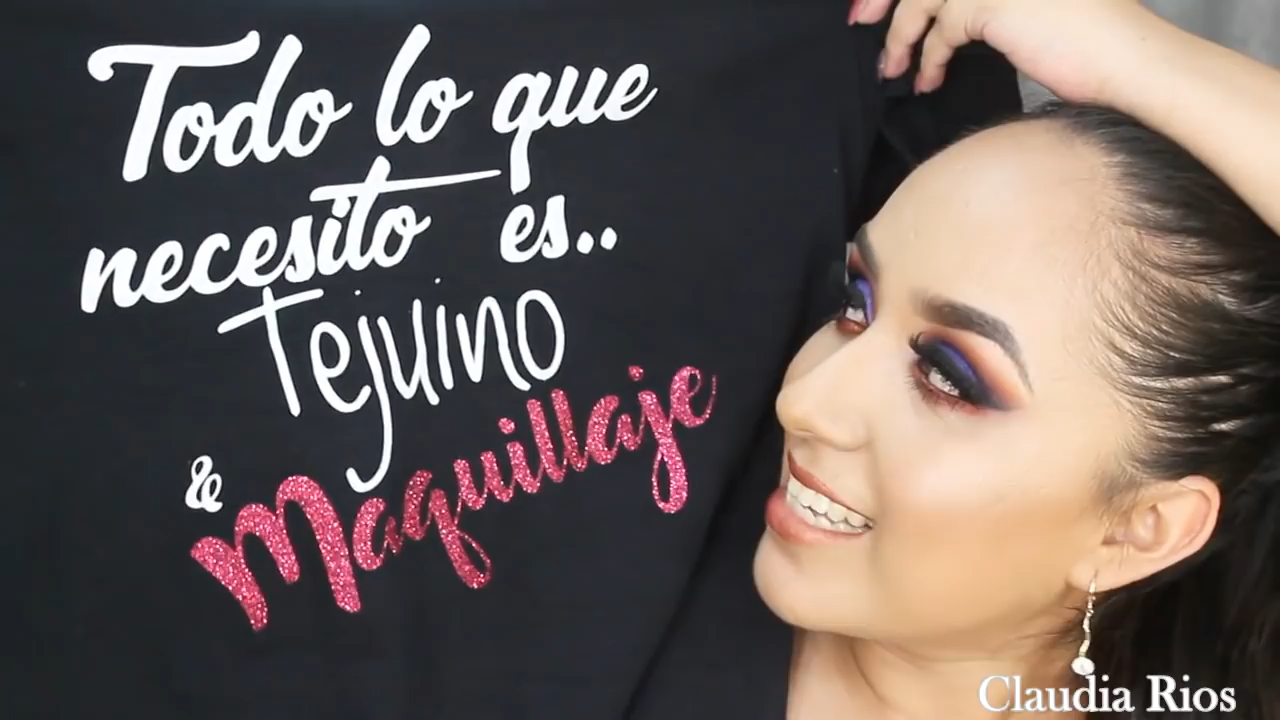 Todo lo que
necesito es..
Tejuino
& Maquillaje
Claudia Rios